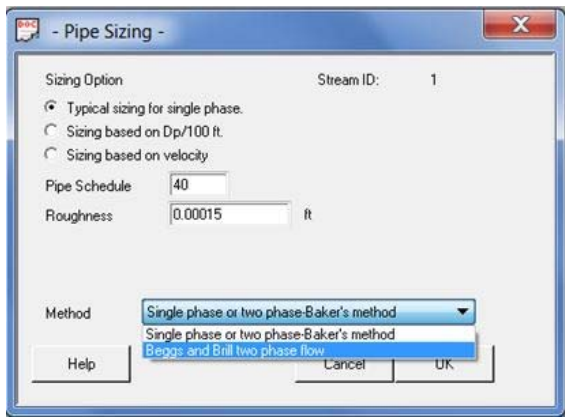 - Pipe Sizing -
Sizing Option Stream ID: 1
Typical sizing for single phase.
Sizing based on Dp/100 ft.
Sizing based on velocity
Pipe Schedule 40
Roughness 0.00015 ft
Method Single phase or two phase-Baker's method
Single phase or two phase-Baker's method
Beggs and Brill two phase flow
Help Cancel OK